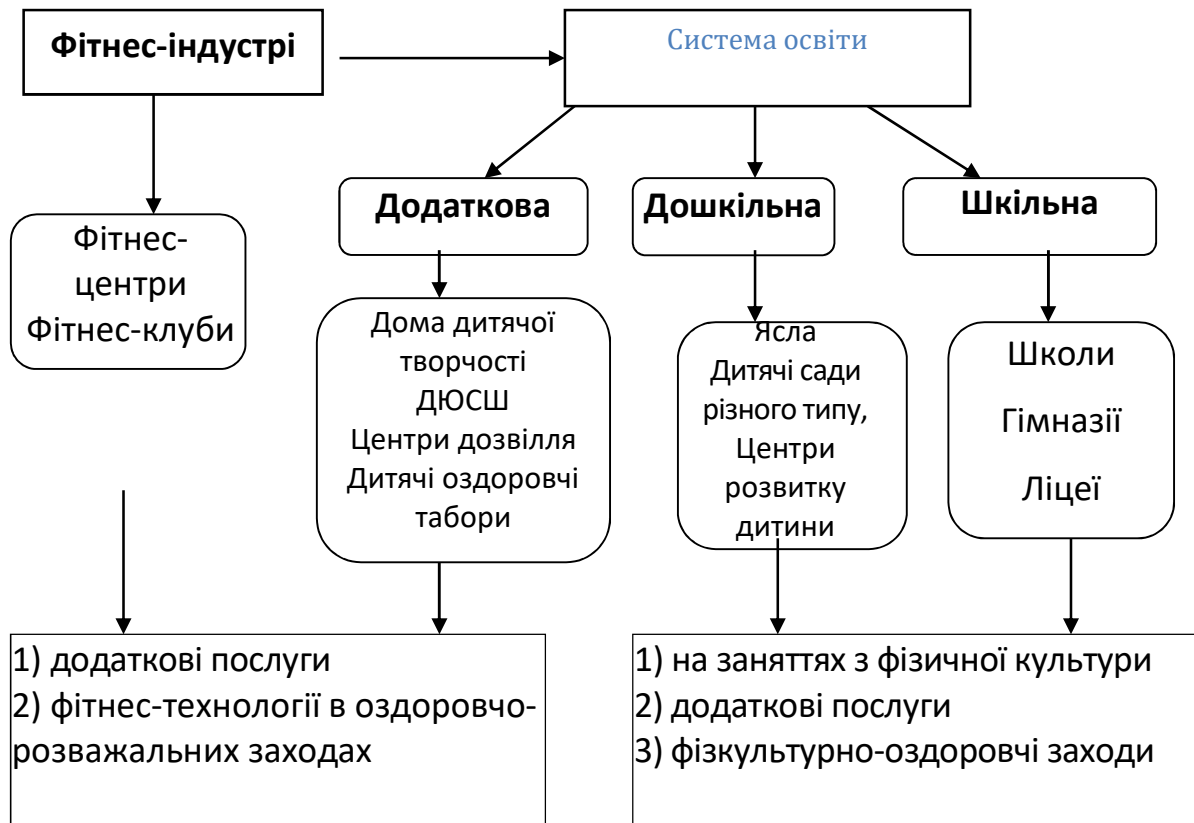 Фітнес-індустрі
Система освіти
Додаткова
Дошкільна
Шкільна
Фітнес-
центри
Фітнес-клуби
Дома дитячої
творчості
ДЮСШ
Центри дозвілля
Дитячі оздоровчі
табори
Ясла
Дитячі сади
різного типу,
Центри
розвитку
дитини
Школи
Гімназії
Ліцеї
1) додаткові послуги
2) фітнес-технології в оздоровчо-
розважальних заходах
1) на заняттях з фізичної культури
2) додаткові послуги
3) фізкультурно-оздоровчі заходи